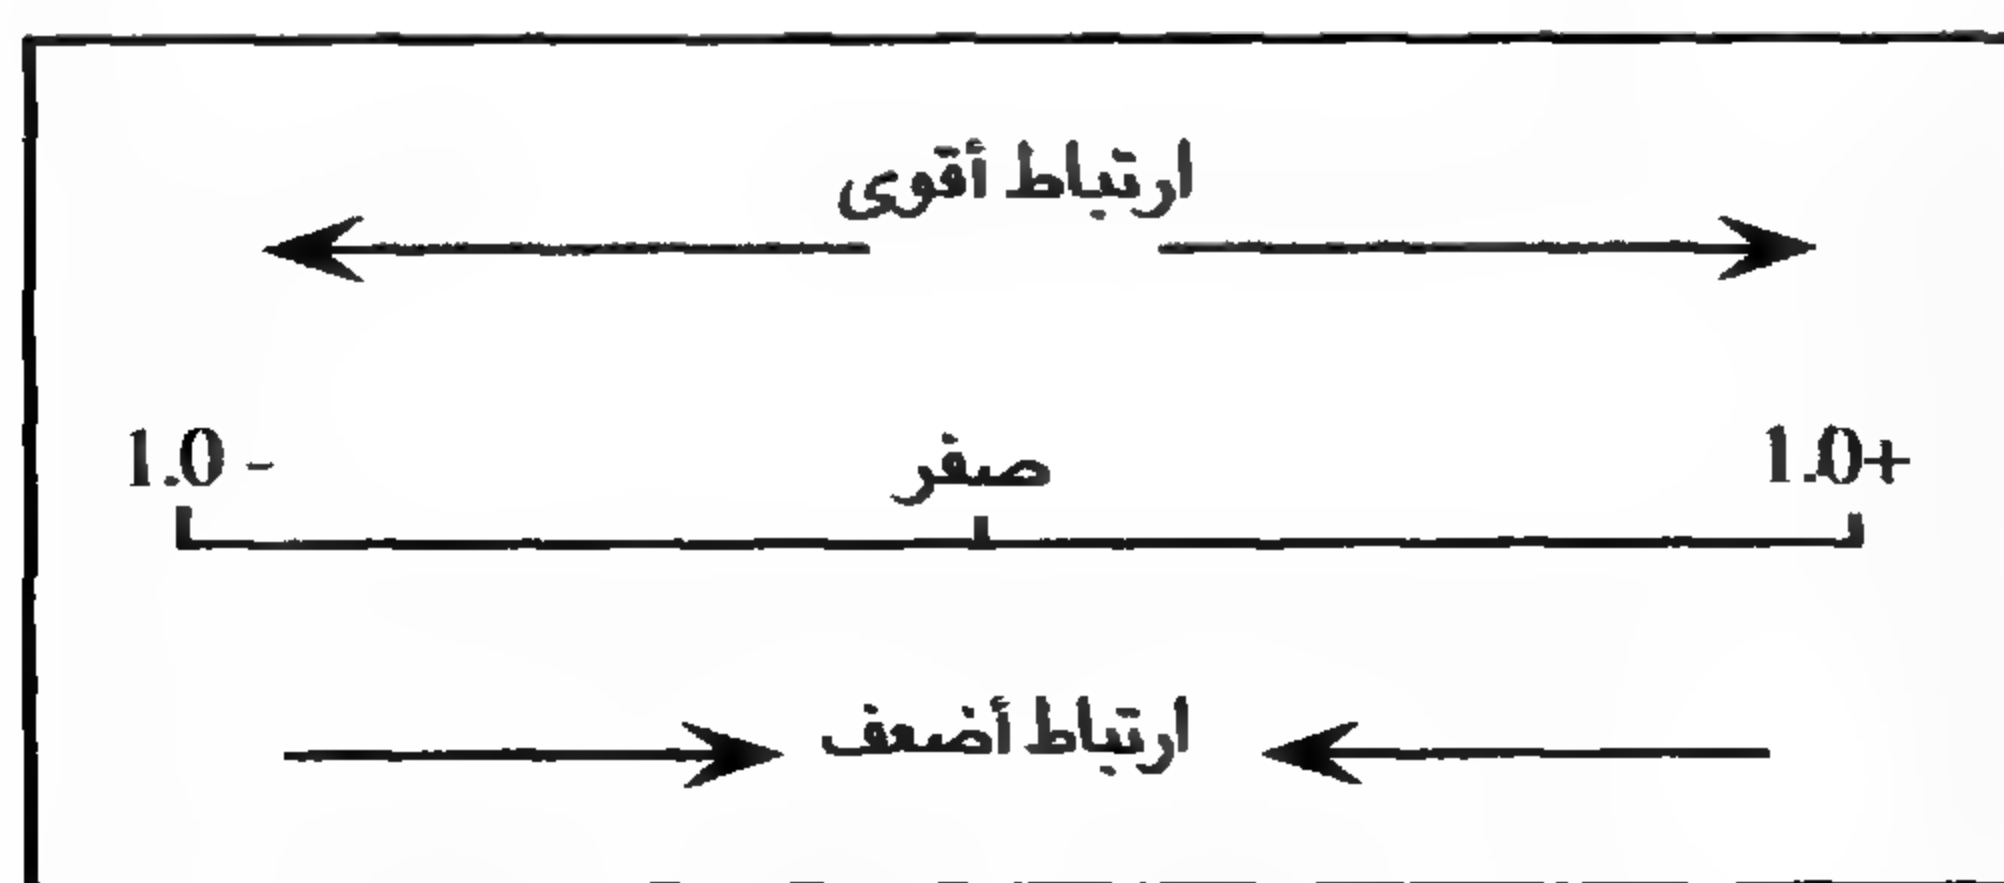 ارتباط أقوى
1.0+ صفر 1.0 -
ارتباط أضعف